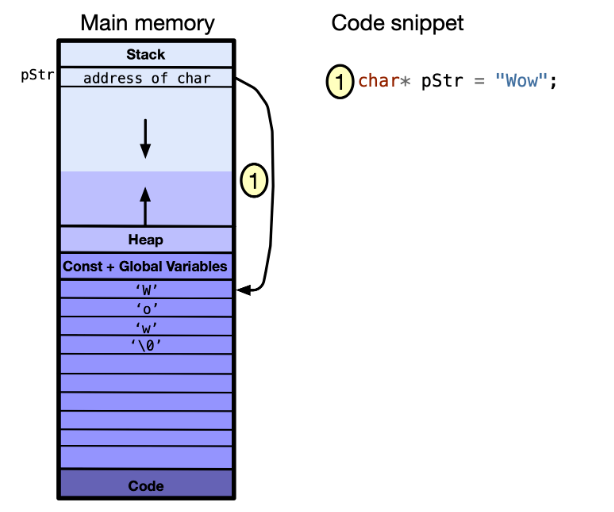 Main memory
Code snippet
Stack
pStr
address of char
1 char* pStr = "Wow";
1
Heap
Const + Global Variables
‘W’
‘o’
‘w’
‘\0’
Code